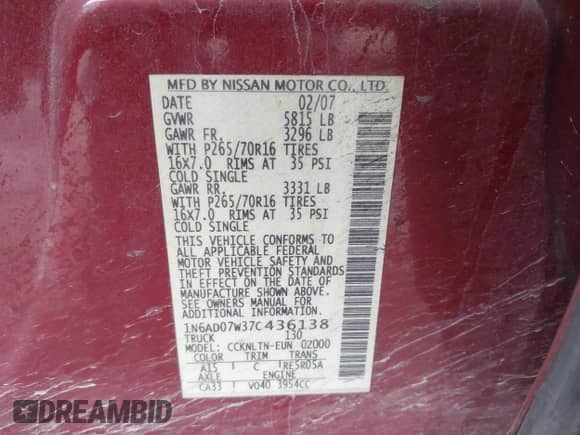 MFD BY NISSAN MOTOR CO., LTD.
DATE 02/07
GVWR 5815 LB
GAWR FR. 3296 LB
WITH P265/70R16 TIRES
16X7.0 RIMS AT 35 PSI
COLD SINGLE
GAWR RR. 3331 LB
WITH P265/70R16 TIRES
16X7.0 RIMS AT 35 PSI
COLD SINGLE
THIS VEHICLE CONFORMS TO
ALL APPLICABLE FEDERAL
MOTOR VEHICLE SAFETY AND
THEFT PREVENTION STANDARDS
IN EFFECT ON THE DATE OF
MANUFACTURE SHOWN ABOVE.
SEE OWNERS MANUAL FOR
ADDITIONAL INFORMATION
1N6AD07W37C436138
TRUCK 130
MODEL: CCKNLTN-EUN 02000
COLOR TRIM TRANS
A15 C RE5R05A
AXLE ENGINE
CA33 VQ40 3954CC
DREAMBID